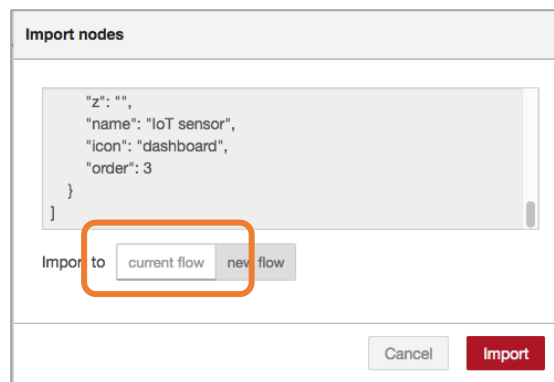 Import nodes
"z": "",
"name": "IoT sensor",
"icon": "dashboard",
"order": 3
}
]
Import to current flow new flow
Cancel Import